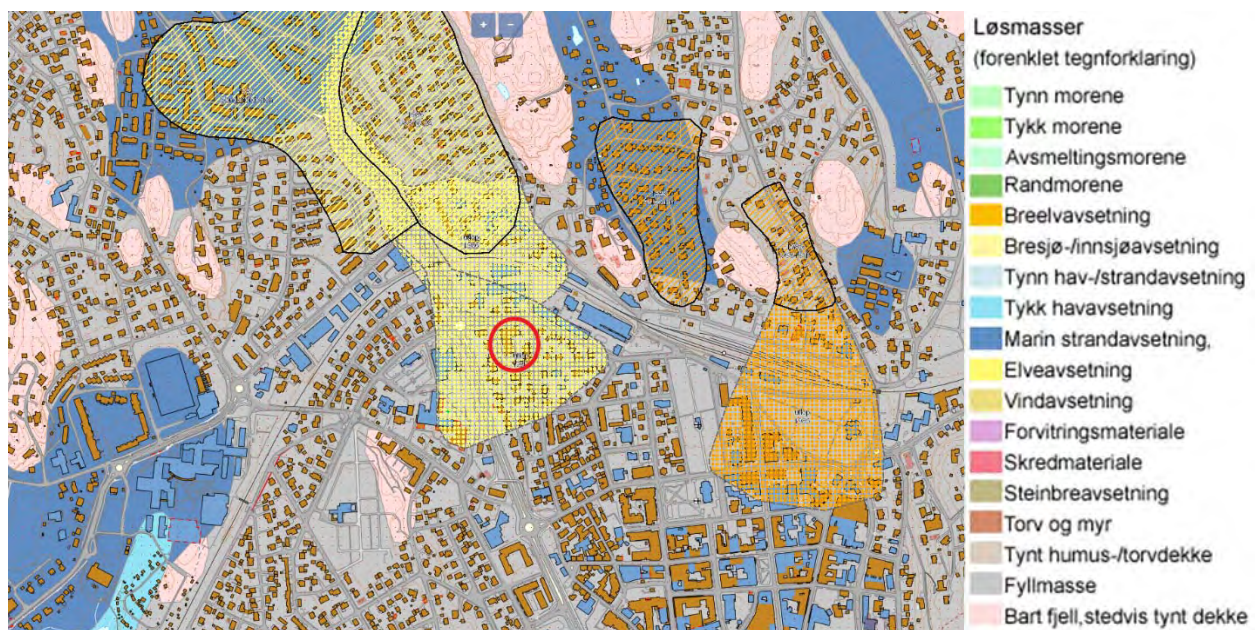 + −
Løsmasser
(forenklet tegnforklaring)
Tynn morene
Tykk morene
Avsmeltingsmorene
Randmorene
Breelvavsetning
Bresjø-/innsjøavsetning
Tynn hav-/strandavsetning
Tykk havavsetning
Marin strandavsetning,
Elveavsetning
Vindavsetning
Forvitringsmateriale
Skredmateriale
Steinbreavsetning
Torv og myr
Tynt humus-/torvdekke
Fyllmasse
Bart fjell,stedvis tynt dekke